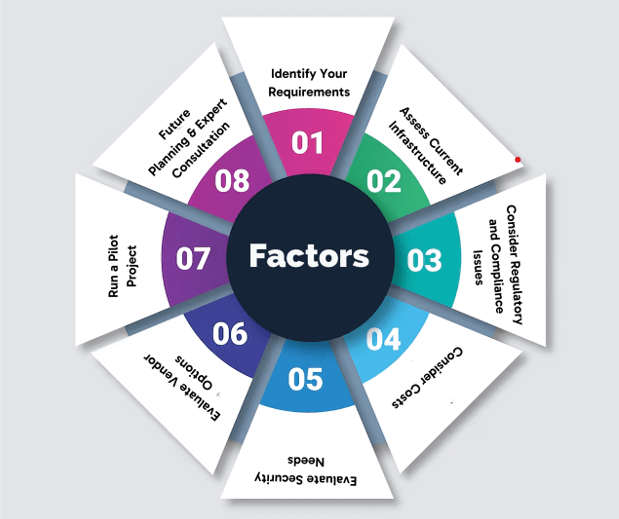 Identify Your
Requirements
01
Assess Current
Infrastructure
02
Consider Regulatory
and Compliance
Issues
03
Consider Costs
04
Evaluate Security
Needs
05
Evaluate Vendor
Options
06
Run a Pilot
Project
07
Future
Planning & Expert
Consultation
08
Factors